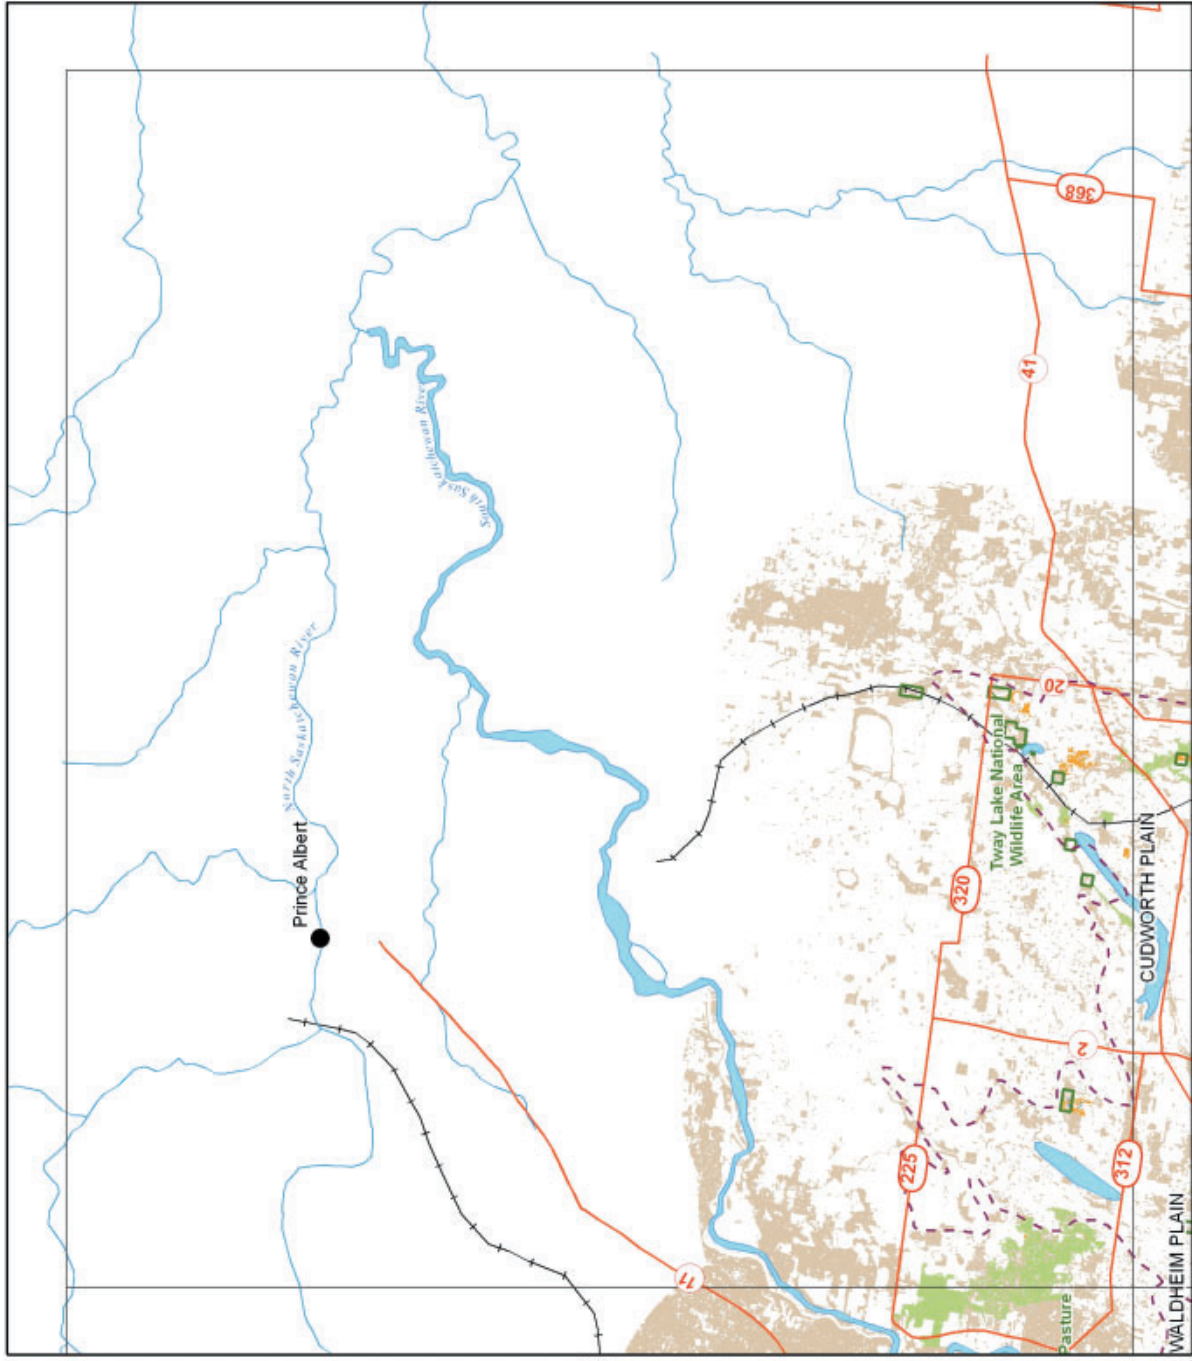 368
41
South Saskatchewan River
North Saskatchewan River
Prince Albert
20
Tway Lake National
Wildlife Area
320
CUDWORTH PLAIN
2
225
312
11
Pasture
WALDHEIM PLAIN